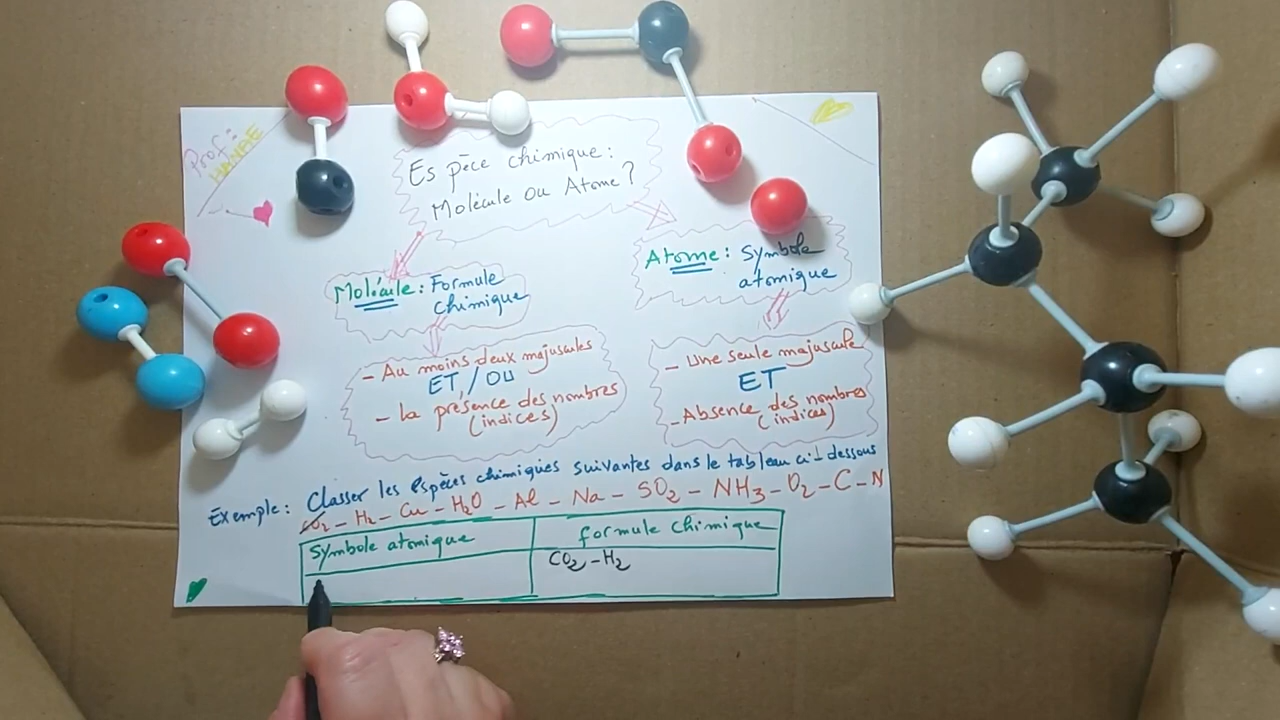 Prof:
HANAE
Espèce chimique:
Molécule ou Atome?
Molécule: Formule
chimique
Atome: Symbole
atomique
- Au moins deux majuscules
ET / OU
- La présence des nombres
(indices)
- Une seule majuscule
ET
- Absence des nombres
(indices)
Exemple: Classer les espèces chimiques suivantes dans le tableau ci-dessous
CO2 - H2 - Cu - H2O - Al - Na - SO2 - NH3 - O2 - C - N
Symbole atomique
formule chimique
CO2 - H2